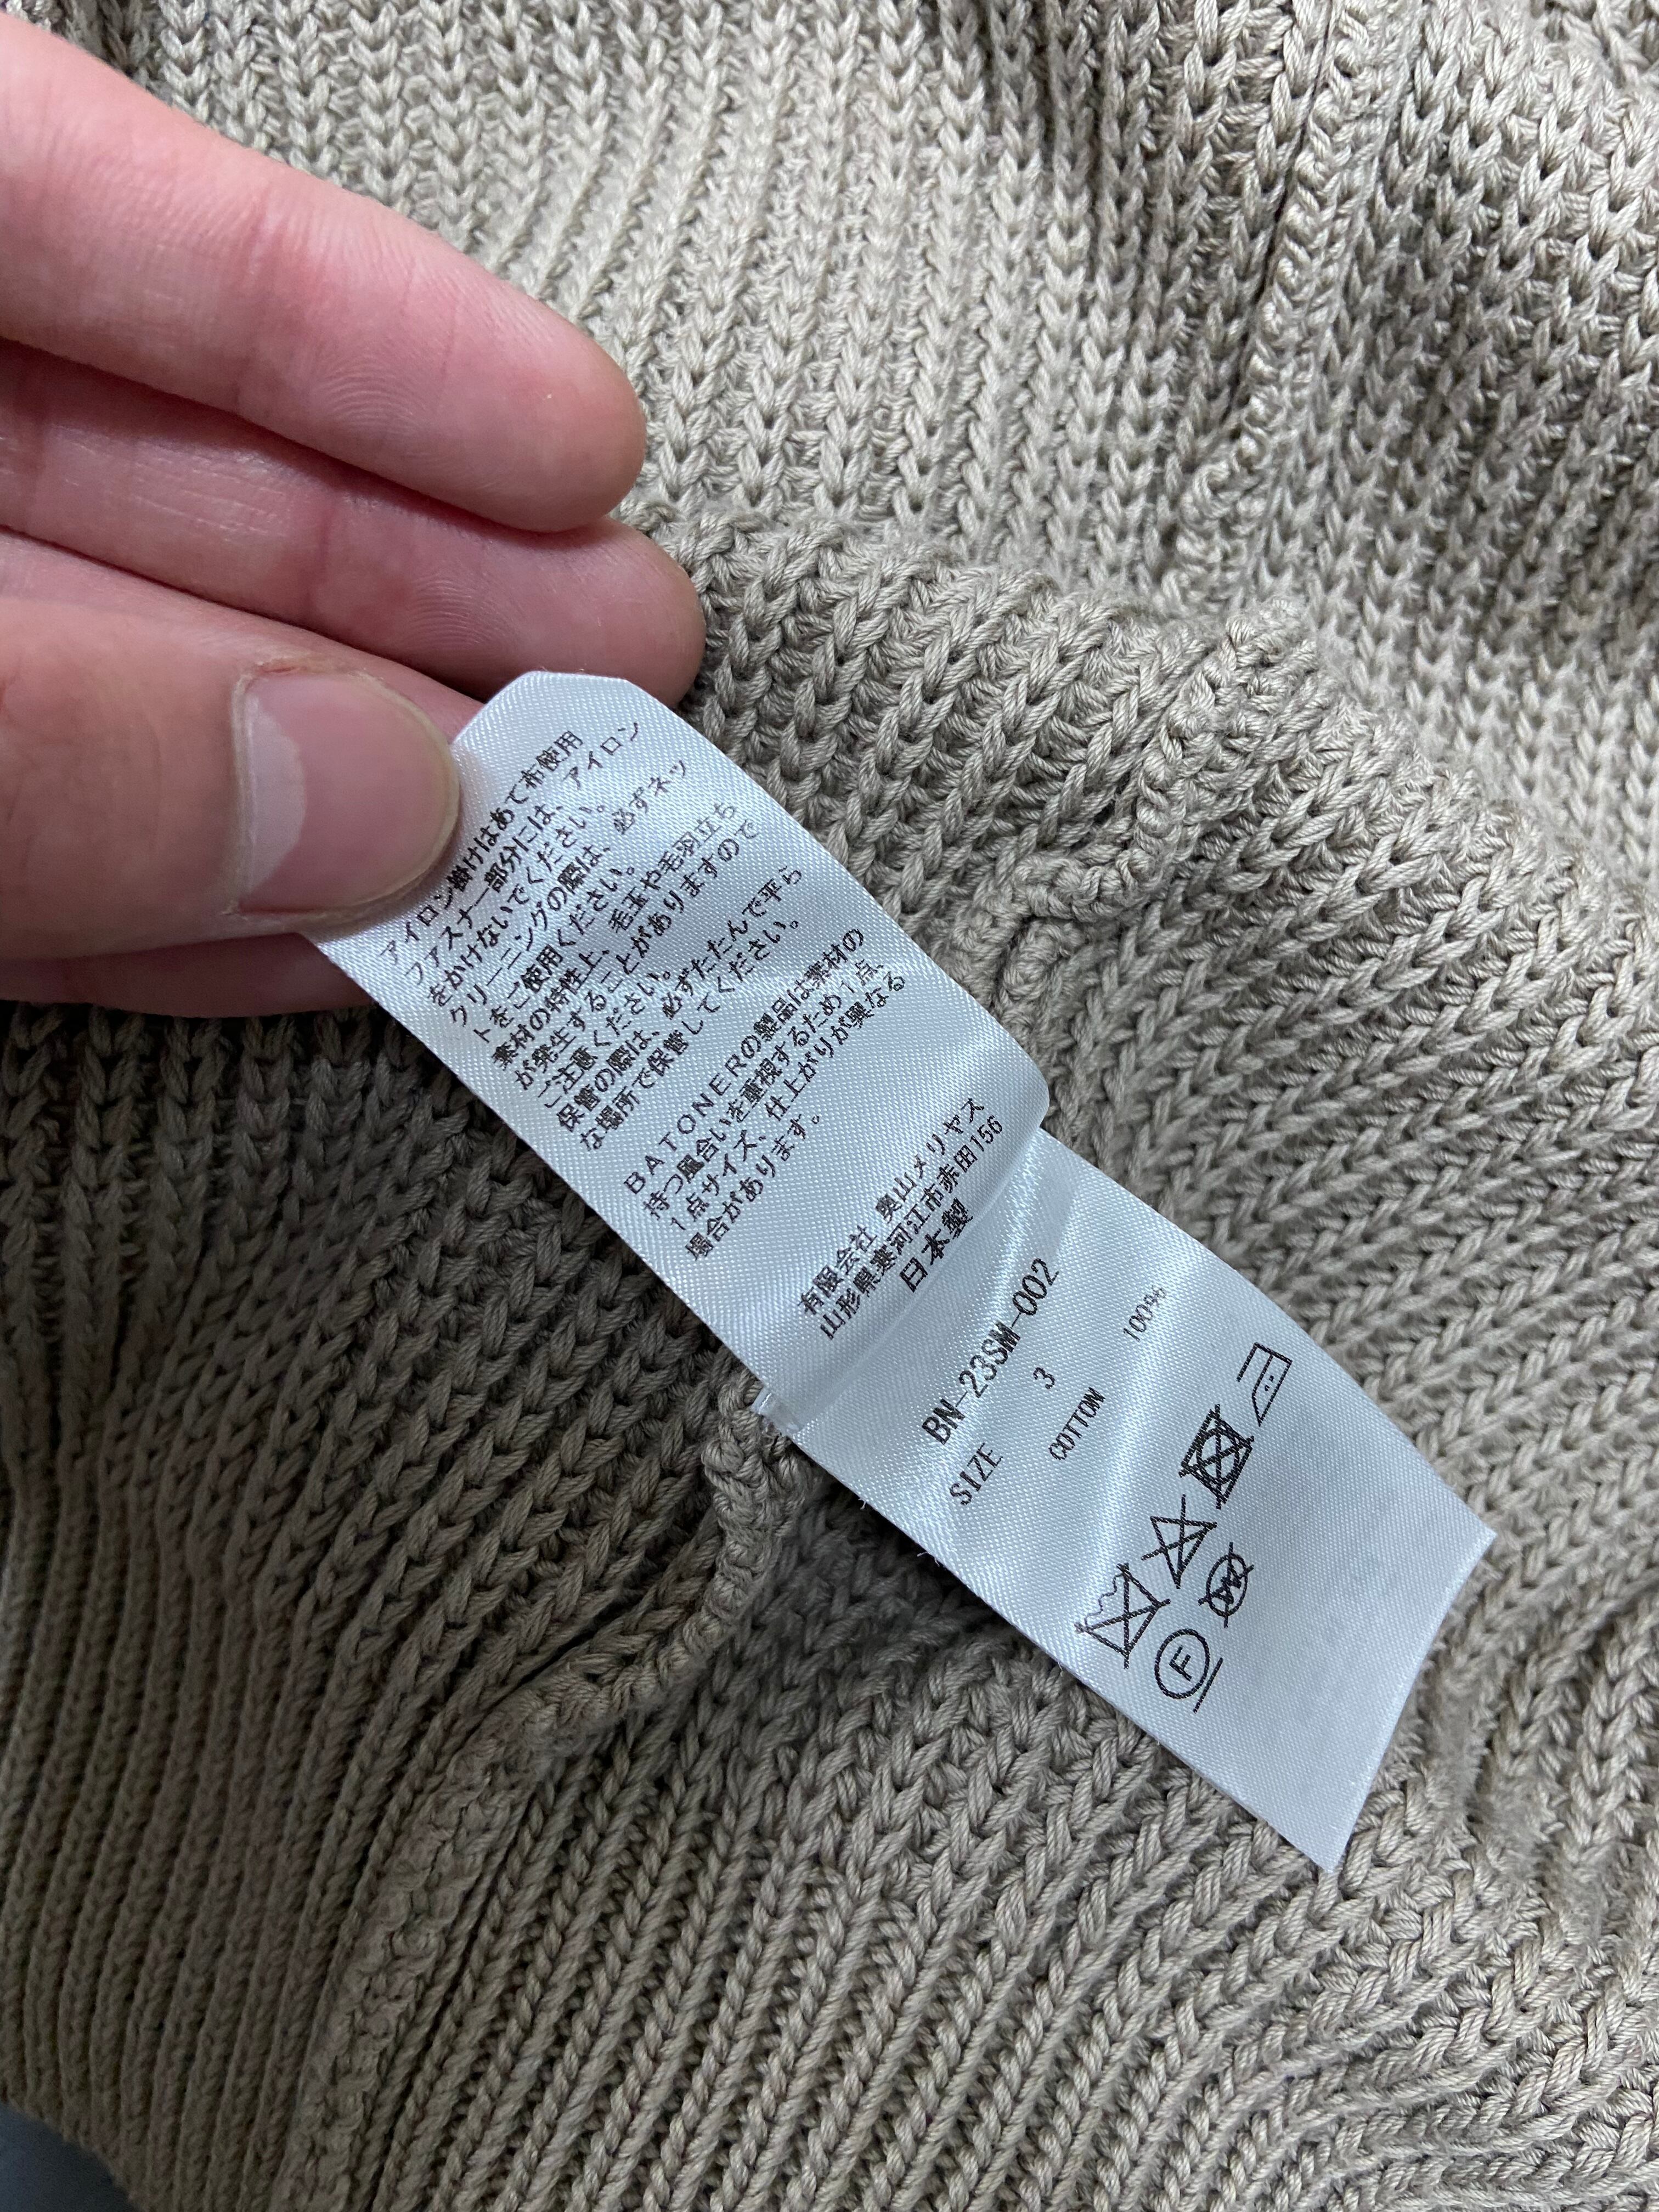 アイロン掛けはあて布使用
ファスナー部分には、アイロン
をかけないでください。
クリーニングの際は、必ずネッ
トをご使用ください。
素材の特性上、毛玉や毛羽立ち
が発生することがありますので
ご注意ください。
保管の際は、必ずたたんで平ら
な場所で保管してください。
BATONERの製品は素材の
持つ風合いを重視するため1点、
1点サイズ、仕上がりが異なる
場合があります。
有限会社 奥山メリヤス
山形県寒河江市赤田156
日本製
BN-23SM-002
SIZE 3
COTTON 100%
F
W